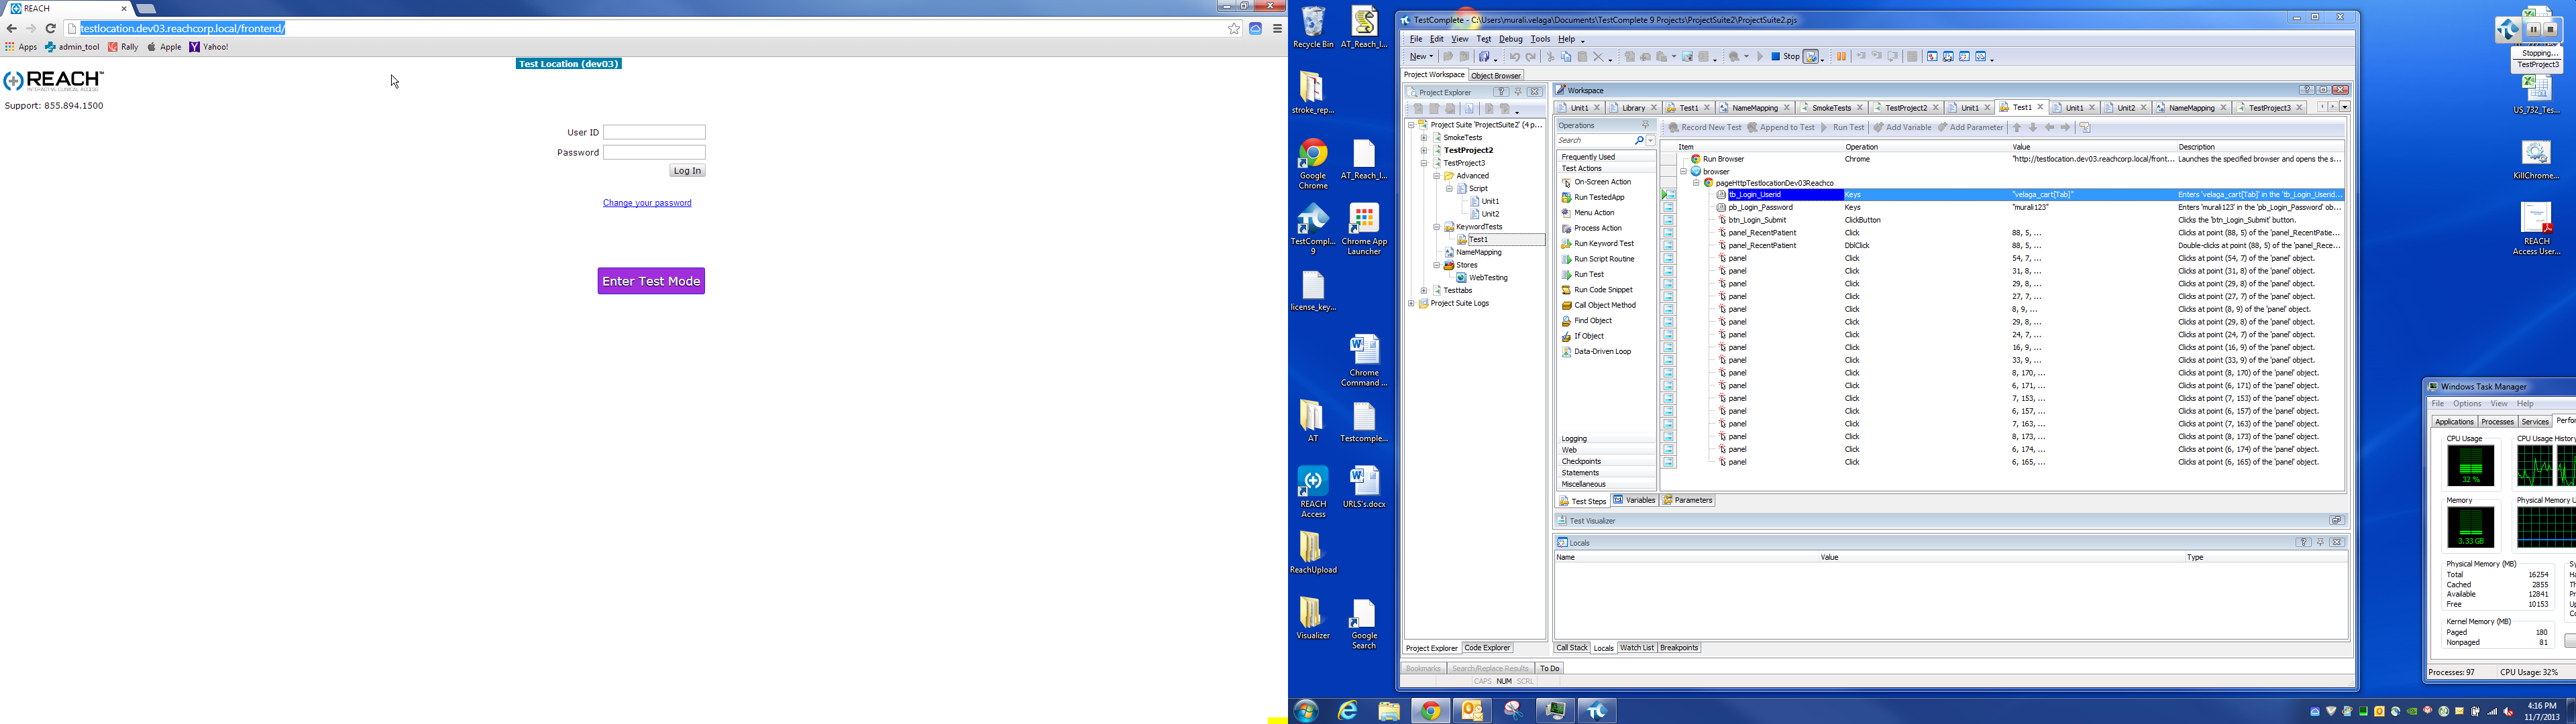 REACH
testlocation.dev03.reachcorp.local/frontend/
Apps admin_tool Rally Apple Yahoo!
REACH
INTERACTIVE CLINICAL ACCESS
Test Location (dev03)
Support: 855.894.1500
User ID
Password
Log In
Change your password
Enter Test Mode
Recycle Bin
AT_Reach_I...
stroke_rep...
Google Chrome
AT_Reach_I...
TestCompl... 9
Chrome App Launcher
license_key...
Chrome Command ...
AT
Testcomple...
REACH Access
URLS's.docx
ReachUpload
Visualizer
Google Search
TestComplete - C:\Users\murali.velaga\Documents\TestComplete 9 Projects\ProjectSuite2\ProjectSuite2.pjs
File Edit View Test Debug Tools Help
New
Stop
Project Workspace Object Browser
Project Explorer
Project Suite 'ProjectSuite2' (4 p...
SmokeTests
TestProject2
TestProject3
Advanced
Script
Unit1
Unit2
KeywordTests
Test1
NameMapping
Stores
WebTesting
Testtabs
Project Suite Logs
Project Explorer Code Explorer
Workspace
Unit1 Library Test1 NameMapping SmokeTests TestProject2 Unit1 Test1 Unit1 Unit2 NameMapping TestProject3
Operations
Search
Frequently Used
Test Actions
On-Screen Action
Run TestedApp
Menu Action
Process Action
Run Keyword Test
Run Script Routine
Run Test
Run Code Snippet
Call Object Method
Find Object
If Object
Data-Driven Loop
Logging
Web
Checkpoints
Statements
Miscellaneous
Record New Test Append to Test Run Test Add Variable Add Parameter
Item Operation Value Description
Run Browser Chrome "http://testlocation.dev03.reachcorp.local/front... Launches the specified browser and opens the s...
browser
pageHttpTestlocationDev03Reachco
tb_Login_Userid Keys "velaga_cart[Tab]" Enters 'velaga_cart[Tab]' in the 'tb_Login_Userid...
pb_Login_Password Keys "murali123" Enters 'murali123' in the 'pb_Login_Password' ob...
btn_Login_Submit ClickButton Clicks the 'btn_Login_Submit' button.
panel_RecentPatient Click 88, 5, ... Clicks at point (88, 5) of the 'panel_RecentPatie...
panel_RecentPatient DblClick 88, 5, ... Double-clicks at point (88, 5) of the 'panel_Rece...
panel Click 54, 7, ... Clicks at point (54, 7) of the 'panel' object.
panel Click 31, 8, ... Clicks at point (31, 8) of the 'panel' object.
panel Click 29, 8, ... Clicks at point (29, 8) of the 'panel' object.
panel Click 27, 7, ... Clicks at point (27, 7) of the 'panel' object.
panel Click 8, 9, ... Clicks at point (8, 9) of the 'panel' object.
panel Click 29, 8, ... Clicks at point (29, 8) of the 'panel' object.
panel Click 24, 7, ... Clicks at point (24, 7) of the 'panel' object.
panel Click 16, 9, ... Clicks at point (16, 9) of the 'panel' object.
panel Click 33, 9, ... Clicks at point (33, 9) of the 'panel' object.
panel Click 8, 170, ... Clicks at point (8, 170) of the 'panel' object.
panel Click 6, 171, ... Clicks at point (6, 171) of the 'panel' object.
panel Click 7, 153, ... Clicks at point (7, 153) of the 'panel' object.
panel Click 6, 157, ... Clicks at point (6, 157) of the 'panel' object.
panel Click 7, 163, ... Clicks at point (7, 163) of the 'panel' object.
panel Click 8, 173, ... Clicks at point (8, 173) of the 'panel' object.
panel Click 6, 174, ... Clicks at point (6, 174) of the 'panel' object.
panel Click 6, 165, ... Clicks at point (6, 165) of the 'panel' object.
Test Steps Variables Parameters
Test Visualizer
Locals
Name Value Type
Call Stack Locals Watch List Breakpoints
Bookmarks Search/Replace Results To Do
CAPS NUM SCRL
Stopping...
TestProject3
US_732_Tes...
KillChrome...
REACH Access User...
Windows Task Manager
File Options View Help
Applications Processes Services Perfor
CPU Usage CPU Usage History
32 %
Memory Physical Memory U
3.33 GB
Physical Memory (MB)
Total 16254
Cached 2855
Available 12841
Free 10153
Kernel Memory (MB)
Paged 180
Nonpaged 81
Processes: 97 CPU Usage: 32%
4:16 PM
11/7/2013